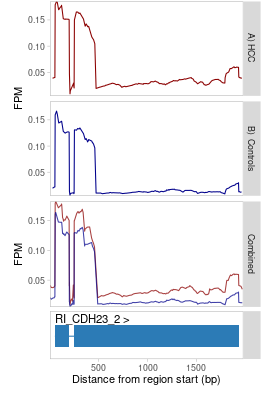 0.15
0.10
0.05
A) HCC
FPM
0.15
0.10
0.05
B) Controls
0.15
0.10
0.05
FPM
Combined
RI_CDH23_2 >
500 1000 1500
Distance from region start (bp)